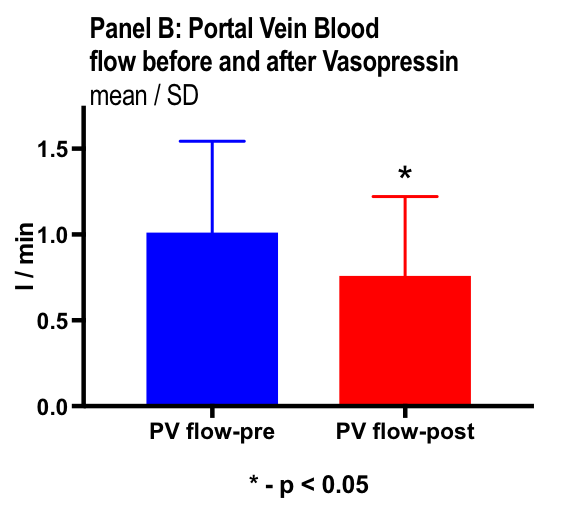 Panel B: Portal Vein Blood
flow before and after Vasopressin
mean / SD
l / min
1.5
1.0
0.5
0.0
*
PV flow-pre
PV flow-post
* - p < 0.05